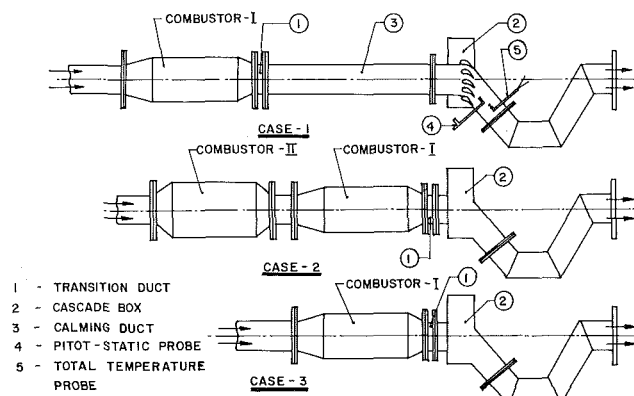 COMBUSTOR-I
1
3
2
5
4
CASE-1
COMBUSTOR-II
COMBUSTOR-I
2
1
CASE-2
COMBUSTOR-I
1
2
CASE-3
1 - TRANSITION DUCT
2 - CASCADE BOX
3 - CALMING DUCT
4 - PITOT-STATIC PROBE
5 - TOTAL TEMPERATURE
PROBE